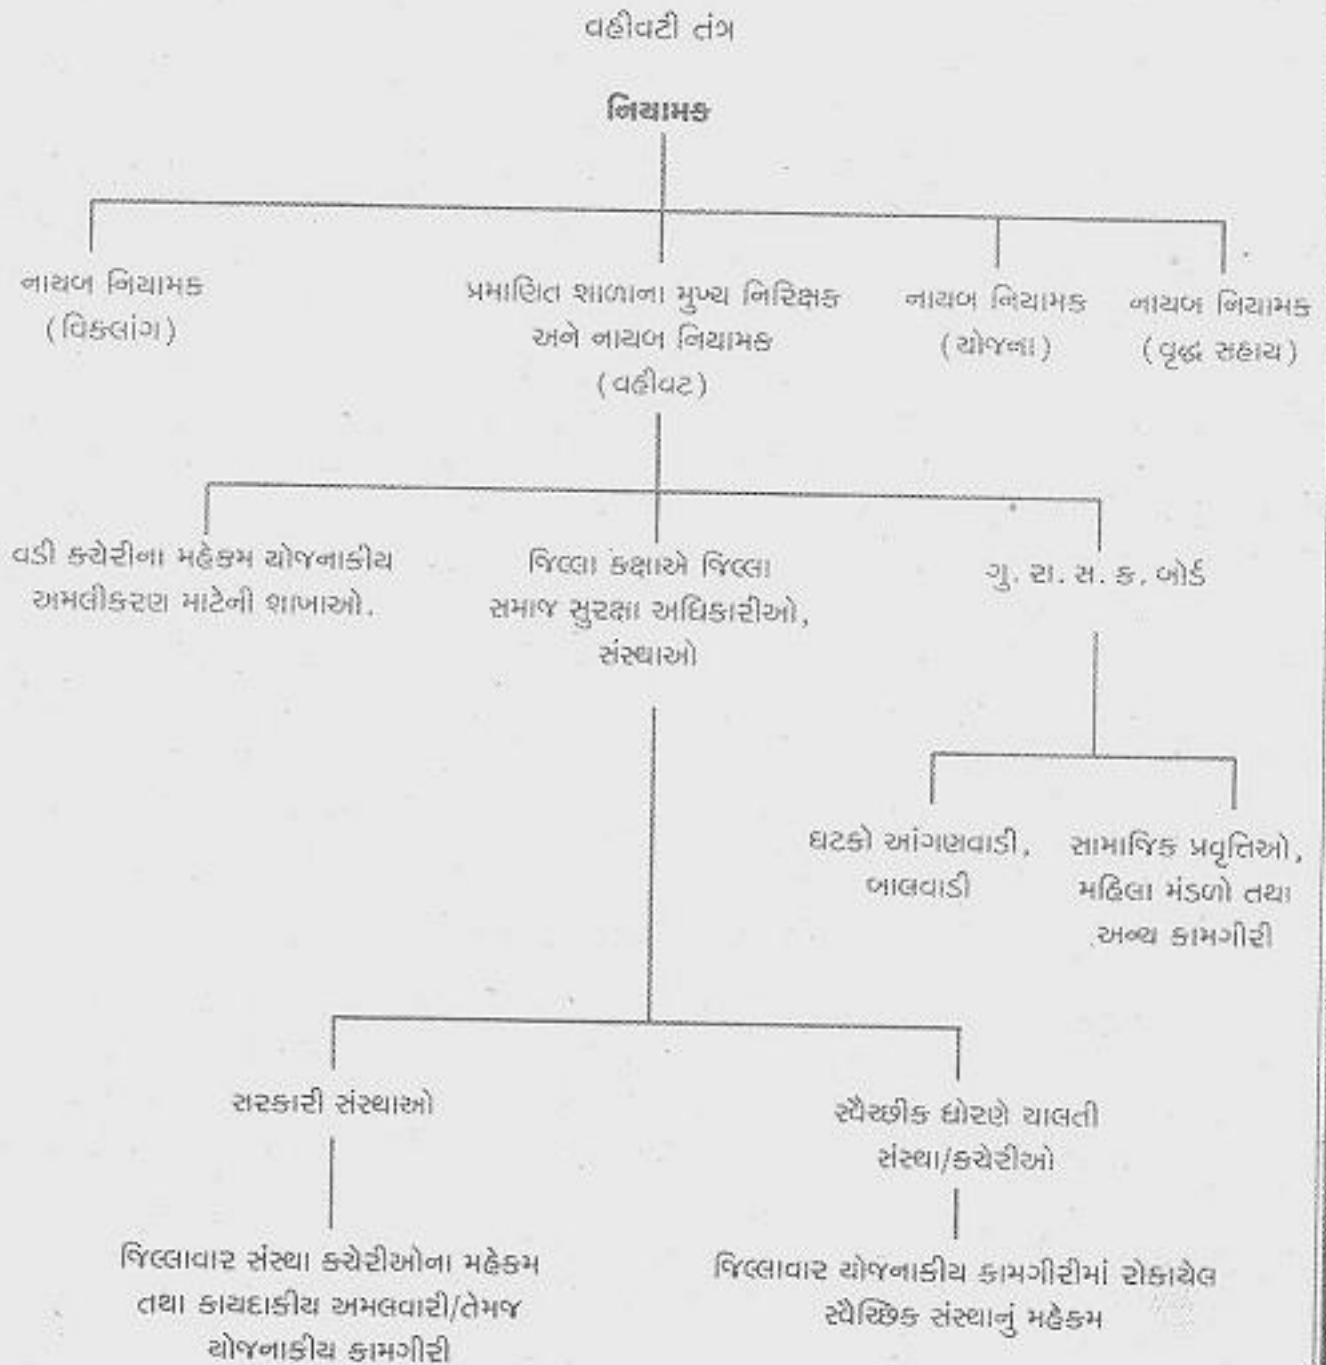 વહીવટી તંત્ર
નિયામક
નાયબ નિયામક
(વિકલાંગ)
પ્રમાણિત શાળાના મુખ્ય નિરિક્ષક
અને નાયબ નિયામક
(વહીવટ)
નાયબ નિયામક
(યોજના)
નાયબ નિયામક
(વૃદ્ધ સહાય)
વડી કચેરીના મહેકમ યોજનાકીય
અમલીકરણ માટેની શાખાઓ.
જિલ્લા કક્ષાએ જિલ્લા
સમાજ સુરક્ષા અધિકારીઓ,
સંસ્થાઓ
ગુ. રા. સ. ક. બોર્ડ
ઘટકો આંગણવાડી,
બાલવાડી
સામાજિક પ્રવૃત્તિઓ,
મહિલા મંડળો તથા
અન્ય કામગીરી
સરકારી સંસ્થાઓ
સ્વૈચ્છીક ધોરણે ચાલતી
સંસ્થા/કચેરીઓ
જિલ્લાવાર સંસ્થા કચેરીઓના મહેકમ
તથા કાયદાકીય અમલવારી/તેમજ
યોજનાકીય કામગીરી
જિલ્લાવાર યોજનાકીય કામગીરીમાં રોકાયેલ
સ્વૈચ્છિક સંસ્થાનું મહેકમ